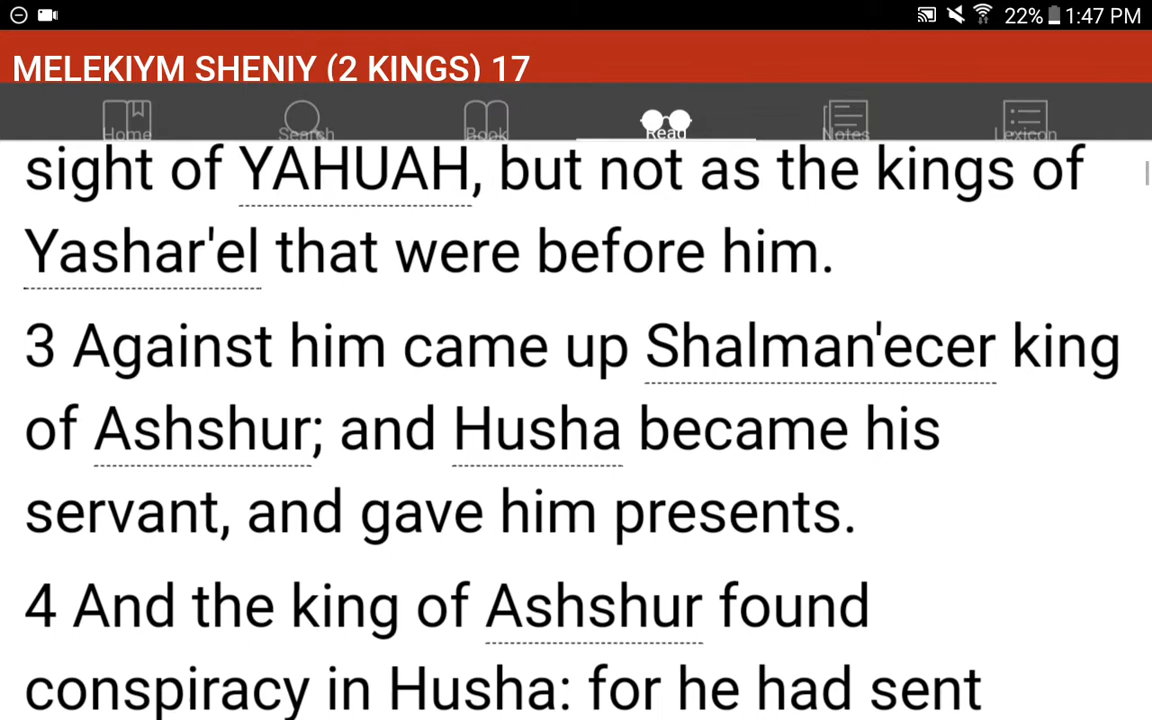 22% 1:47 PM
MELEKIYM SHENIY (2 KINGS) 17
Home Search Book Read Notes Lexicon
sight of YAHUAH, but not as the kings of
Yashar'el that were before him.
3 Against him came up Shalman'ecer king
of Ashshur; and Husha became his
servant, and gave him presents.
4 And the king of Ashshur found
conspiracy in Husha: for he had sent